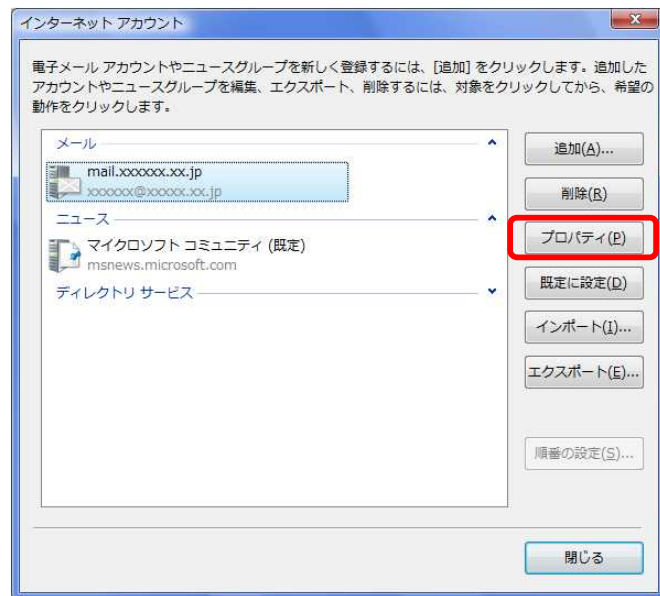 インターネット アカウント
電子メール アカウントやニュースグループを新しく登録するには、[追加] をクリックします。追加した
アカウントやニュースグループを編集、エクスポート、削除するには、対象をクリックしてから、希望の
動作をクリックします。
メール
mail.xxxxxx.xx.jp
xxxxxx@xxxxx.xx.jp
ニュース
マイクロソフト コミュニティ (既定)
msnews.microsoft.com
ディレクトリ サービス
追加(A)...
削除(R)
プロパティ(P)
既定に設定(D)
インポート(I)...
エクスポート(E)...
順番の設定(S)...
閉じる